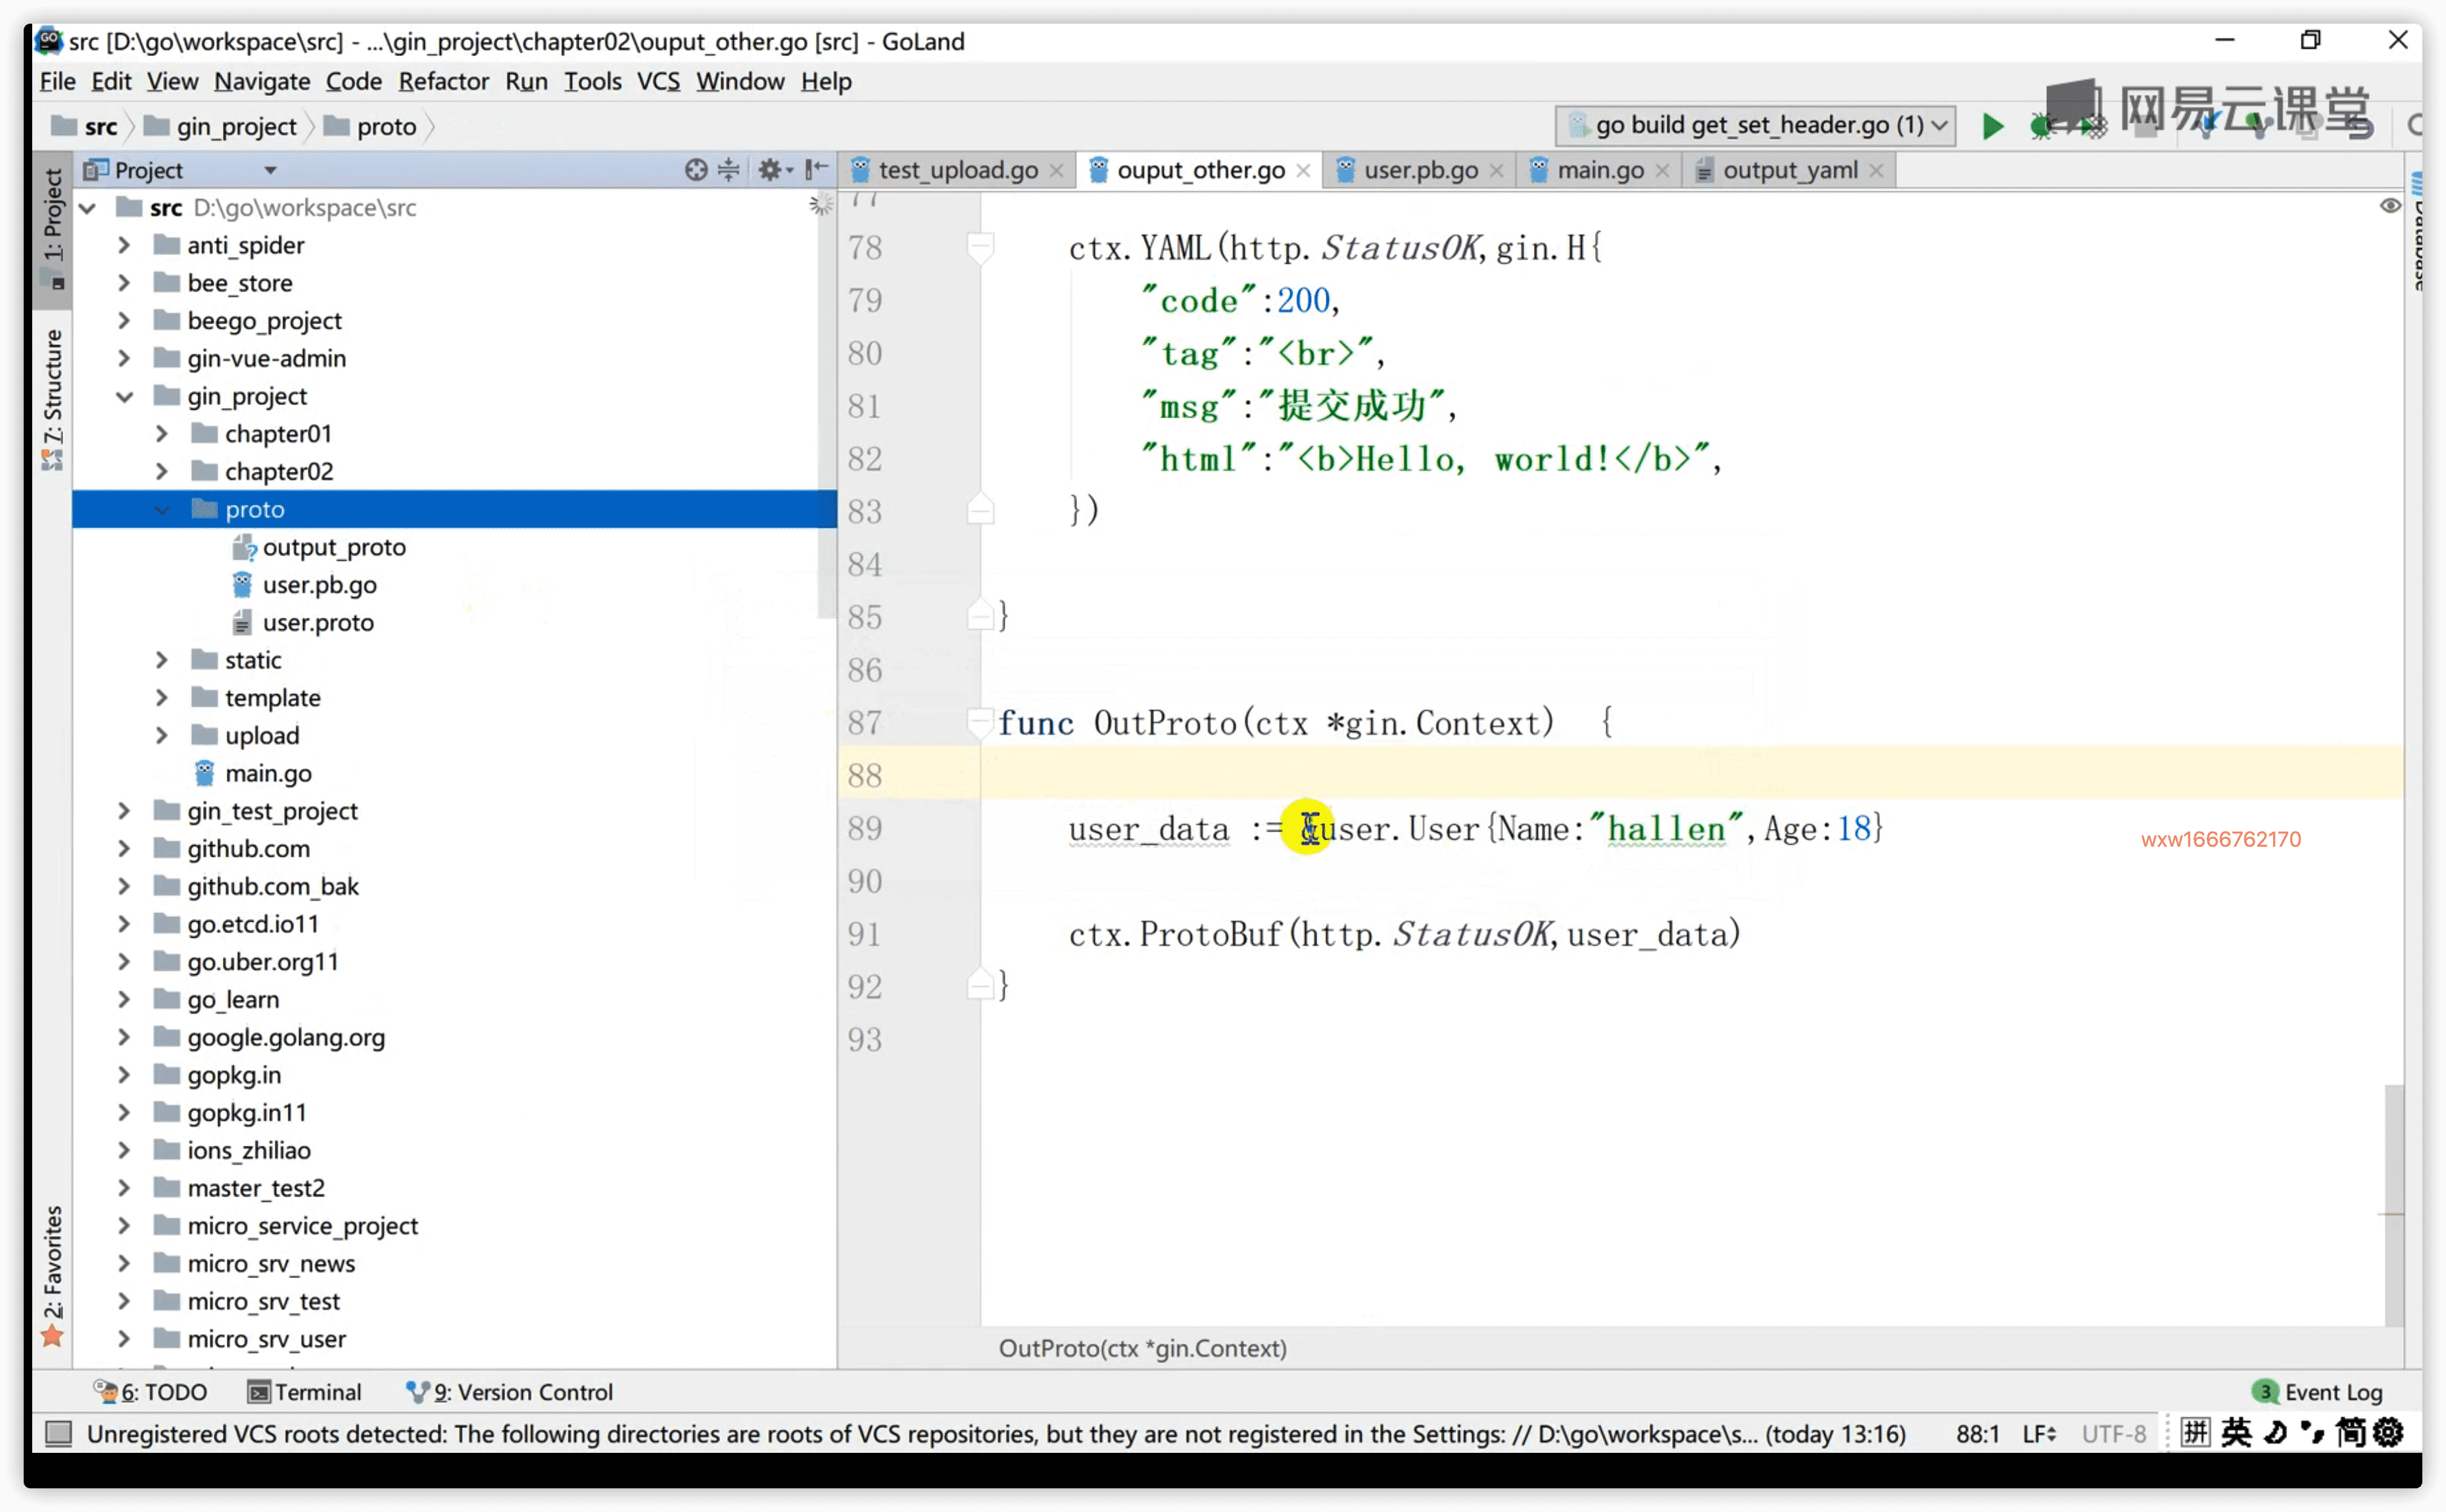 src [D:\go\workspace\src] - ...\gin_project\chapter02\ouput_other.go [src] - GoLand
File Edit View Navigate Code Refactor Run Tools VCS Window Help
网易云课堂
src gin_project proto
go build get_set_header.go (1)
1: Project
7: Structure
2: Favorites
Project
test_upload.go
ouput_other.go
user.pb.go
main.go
output_yaml
Database
src D:\go\workspace\src
anti_spider
bee_store
beego_project
gin-vue-admin
gin_project
chapter01
chapter02
proto
output_proto
user.pb.go
user.proto
static
template
upload
main.go
gin_test_project
github.com
github.com_bak
go.etcd.io11
go.uber.org11
go_learn
google.golang.org
gopkg.in
gopkg.in11
ions_zhiliao
master_test2
micro_service_project
micro_srv_news
micro_srv_test
micro_srv_user
77
78 ctx.YAML(http.StatusOK,gin.H{
79 "code":200,
80 "tag":"<br>",
81 "msg":"提交成功",
82 "html":"<b>Hello, world!</b>",
83 })
84
85 }
86
87 func OutProto(ctx *gin.Context) {
88
89 user_data := &user.User{Name:"hallen",Age:18}
90
91 ctx.ProtoBuf(http.StatusOK,user_data)
92 }
93
wxw1666762170
OutProto(ctx *gin.Context)
6: TODO Terminal 9: Version Control
3 Event Log
Unregistered VCS roots detected: The following directories are roots of VCS repositories, but they are not registered in the Settings: // D:\go\workspace\s... (today 13:16) 88:1 LF UTF-8
拼 英 简